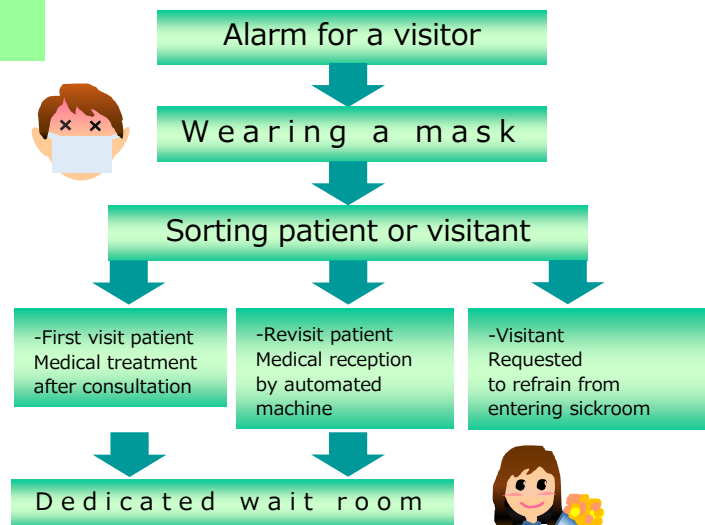 Alarm for a visitor
Wearing a mask
Sorting patient or visitant
-First visit patient
Medical treatment
after consultation
-Revisit patient
Medical reception
by automated
machine
-Visitant
Requested
to refrain from
entering sickroom
Dedicated wait room